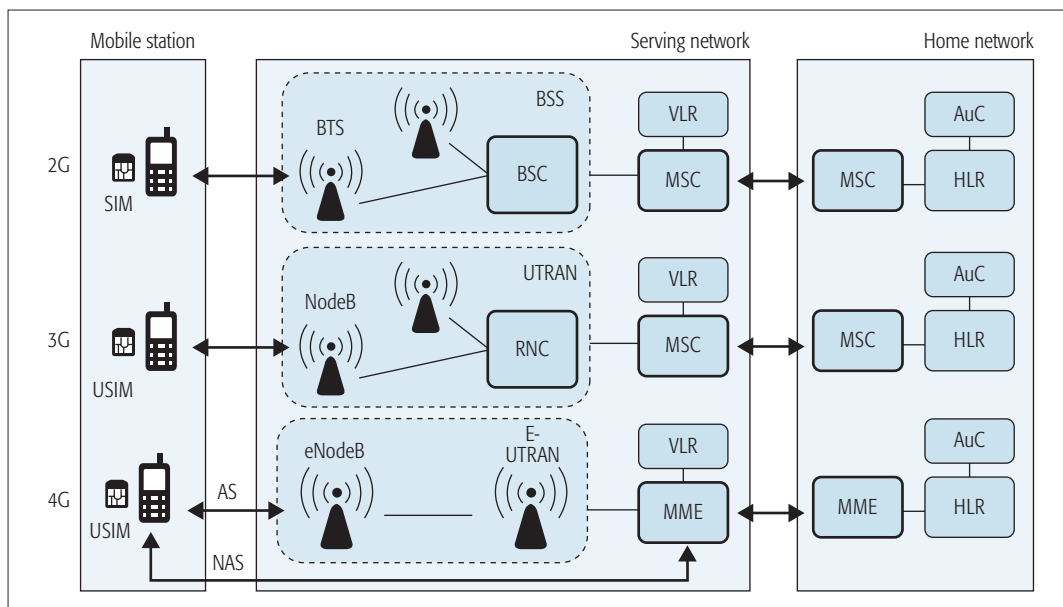 Mobile station
Serving network
Home network
2G
SIM
BTS
BSS
BSC
VLR
MSC
MSC
AuC
HLR
3G
USIM
NodeB
UTRAN
RNC
VLR
MSC
MSC
AuC
HLR
4G
USIM
AS
NAS
eNodeB
E-
UTRAN
VLR
MME
MME
AuC
HLR